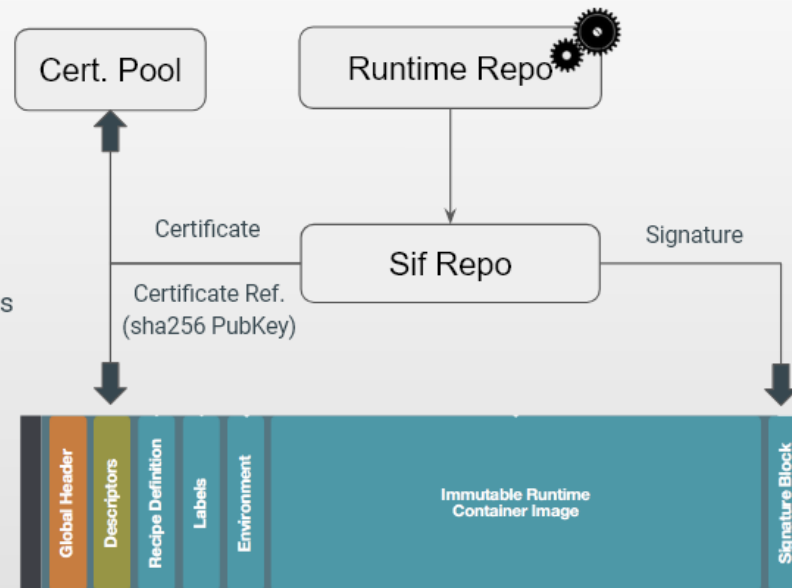 Cert. Pool
Runtime Repo
Certificate
Signature
Sif Repo
Certificate Ref.
(sha256 PubKey)
s
Global Header
Descriptors
Recipe Definition
Labels
Environment
Immutable Runtime
Container Image
Signature Block